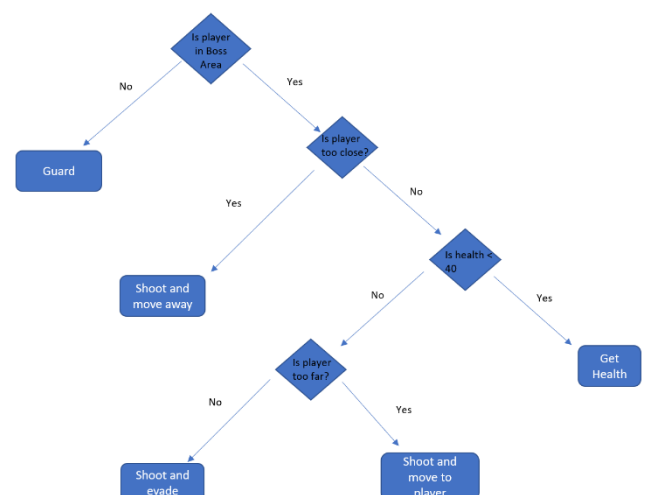 Is player
in Boss
Area
No
Yes
Guard
Is player
too close?
Yes
No
Is health <
40
Shoot and
move away
No
Yes
Is player
too far?
Get
Health
No
Yes
Shoot and
evade
Shoot and
move to
player